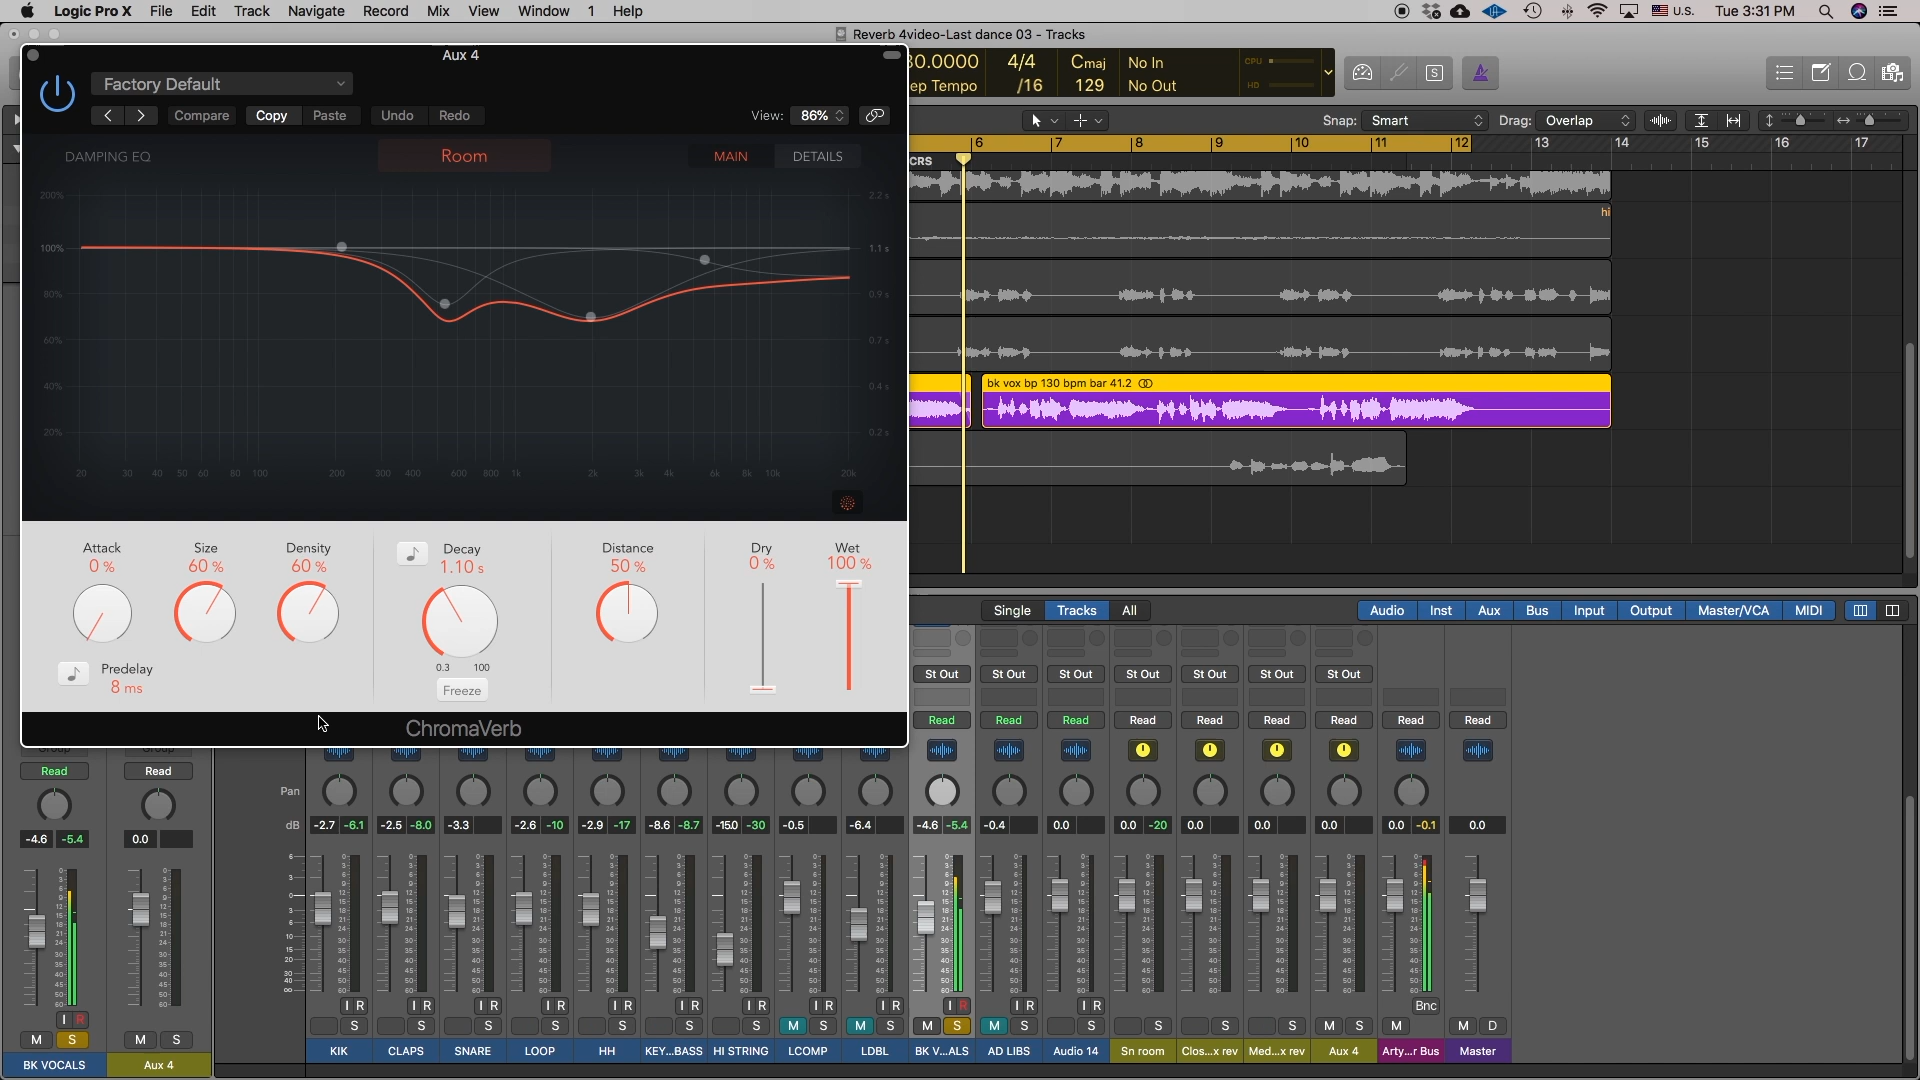 Logic Pro X File Edit Track Navigate Record Mix View Window 1 Help
U.S. Tue 3:31 PM
Reverb 4video-Last dance 03 - Tracks
Aux 4
Factory Default
Compare Copy Paste Undo Redo View: 86%
30.0000 4/4 Cmaj No In CPU
ep Tempo /16 129 No Out HD
S
Snap: Smart Drag: Overlap
6 7 8 9 10 11 12 13 14 15 16 17
CRS
DAMPING EQ Room MAIN DETAILS
200% 2.2 s
100% 1.1 s
80% 0.9 s
60% 0.7 s
40% 0.4 s
20% 0.2 s
20 30 40 50 60 80 100 200 300 400 600 800 1k 2k 3k 4k 6k 8k 10k 20k
hi
bk vox bp 130 bpm bar 41.2
Attack Size Density Decay Distance Dry Wet
0 % 60 % 60 % 1.10 s 50 % 0 % 100 %
0.3 100
Predelay
8 ms
Freeze
ChromaVerb
Single Tracks All Audio Inst Aux Bus Input Output Master/VCA MIDI
St Out St Out St Out St Out St Out St Out St Out
Read Read Read Read Read Read Read Read Read
Read Read
Pan
dB -2.7 -6.1 -2.5 -8.0 -3.3 -2.6 -10 -2.9 -17 -8.6 -8.7 -15.0 -30 -0.5 -6.4 -4.6 -5.4 -0.4 0.0 0.0 -20 0.0 0.0 0.0 0.0 -0.1 0.0
-4.6 -5.4 0.0
I R I R I R I R I R I R I R I R I R I R I R I R Bnc
I R
S S S S S S S M S M S M S M S S S S S M S M M D
M S M S
KIK CLAPS SNARE LOOP HH KEY...BASS HI STRING LCOMP LDBL BK V...ALS AD LIBS Audio 14 Sn room Clos...x rev Med...x rev Aux 4 Arty...r Bus Master
BK VOCALS Aux 4